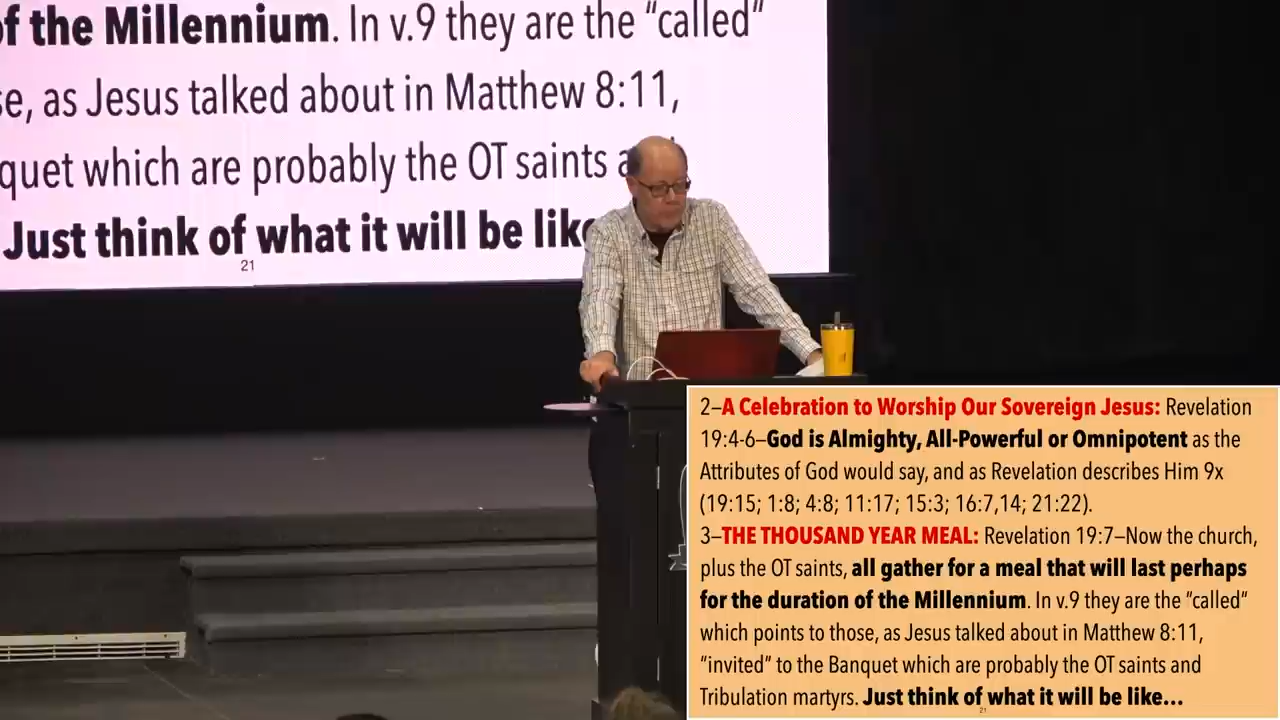 of the Millennium. In v.9 they are the “called”
se, as Jesus talked about in Matthew 8:11,
quet which are probably the OT saints a
Just think of what it will be like
21
2–A Celebration to Worship Our Sovereign Jesus: Revelation
19:4-6–God is Almighty, All-Powerful or Omnipotent as the
Attributes of God would say, and as Revelation describes Him 9x
(19:15; 1:8; 4:8; 11:17; 15:3; 16:7,14; 21:22).
3–THE THOUSAND YEAR MEAL: Revelation 19:7–Now the church,
plus the OT saints, all gather for a meal that will last perhaps
for the duration of the Millennium. In v.9 they are the “called”
which points to those, as Jesus talked about in Matthew 8:11,
“invited” to the Banquet which are probably the OT saints and
Tribulation martyrs. Just think of what it will be like...
21